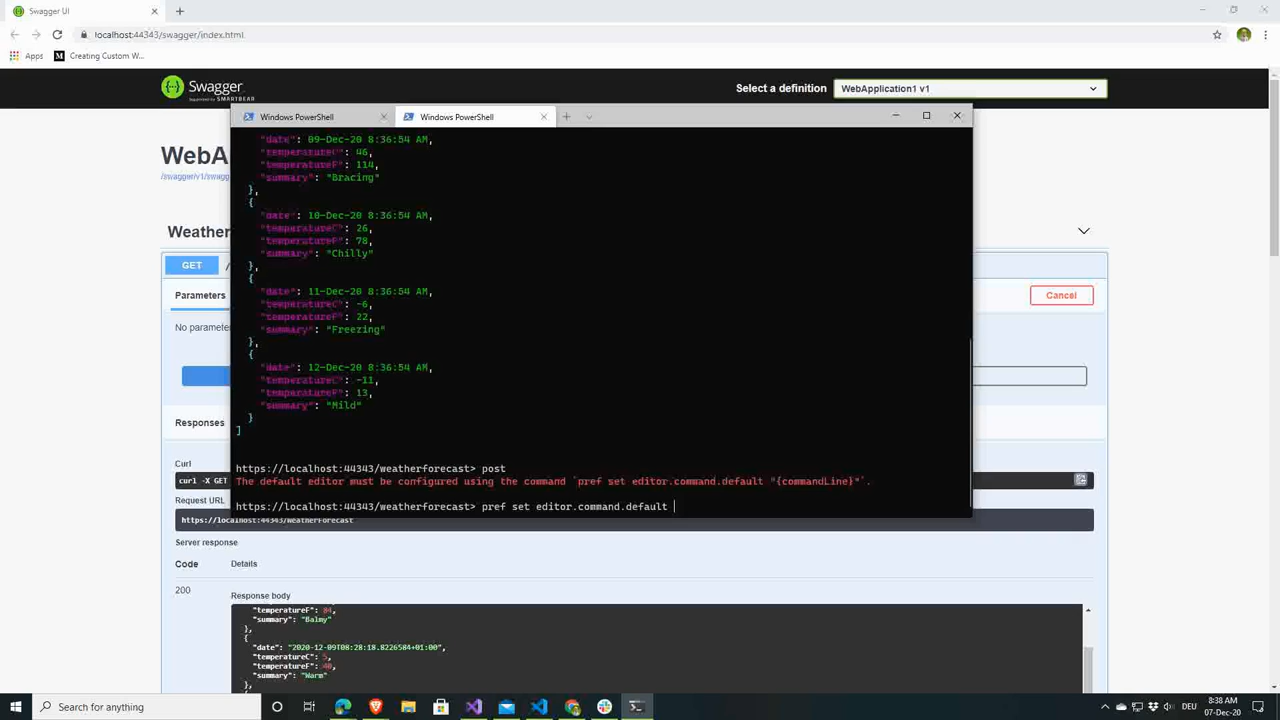 Swagger UI
localhost:44343/swagger/index.html
Apps
Creating Custom W...
Swagger
Supported by SMARTBEAR
Select a definition
WebApplication1 v1
Windows PowerShell
Windows PowerShell
WebA
/swagger/v1/swagg
Weather
GET
/
Parameters
Cancel
No parameter
Responses
Curl
curl -X GET
Request URL
https://localhost:44343/WeatherForecast
Server response
Code
Details
200
Response body
"date": 09-Dec-20 8:36:54 AM,
"temperatureC": 46,
"temperatureF": 114,
"summary": "Bracing"
},
{
"date": 10-Dec-20 8:36:54 AM,
"temperatureC": 26,
"temperatureF": 78,
"summary": "Chilly"
},
{
"date": 11-Dec-20 8:36:54 AM,
"temperatureC": -6,
"temperatureF": 22,
"summary": "Freezing"
},
{
"date": 12-Dec-20 8:36:54 AM,
"temperatureC": -11,
"temperatureF": 13,
"summary": "Mild"
}
]
https://localhost:44343/weatherforecast> post
The default editor must be configured using the command `pref set editor.command.default "{commandLine}"`.
https://localhost:44343/weatherforecast> pref set editor.command.default
"temperatureF": 84,
"summary": "Balmy"
},
{
"date": "2020-12-09T08:28:18.8226584+01:00",
"temperatureC": 5,
"temperatureF": 40,
"summary": "Warm"
},
Search for anything
DEU
8:38 AM
07-Dec-20